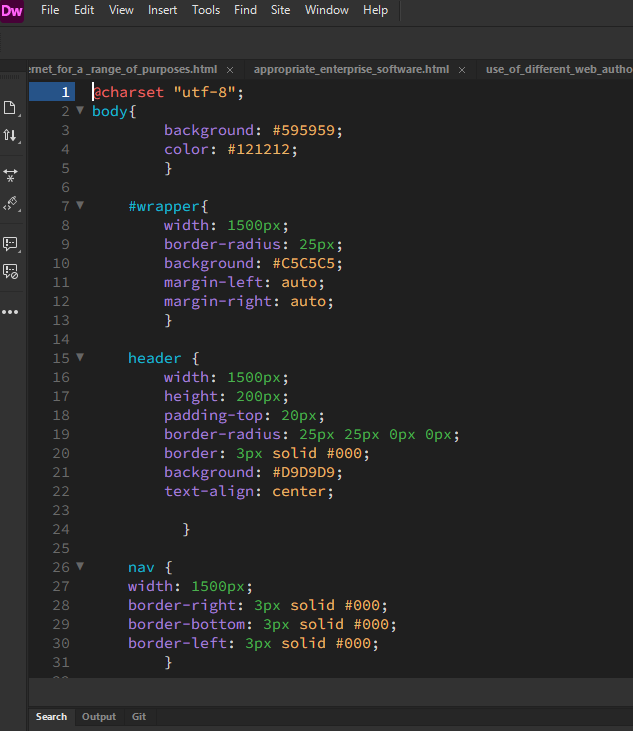 Dw File Edit View Insert Tools Find Site Window Help
ernet_for_a _range_of_purposes.html × appropriate_enterprise_software.html × use_of_different_web_autho
1 @charset "utf-8";
2 body{
3 background: #595959;
4 color: #121212;
5 }
6
7 #wrapper{
8 width: 1500px;
9 border-radius: 25px;
10 background: #C5C5C5;
11 margin-left: auto;
12 margin-right: auto;
13 }
14
15 header {
16 width: 1500px;
17 height: 200px;
18 padding-top: 20px;
19 border-radius: 25px 25px 0px 0px;
20 border: 3px solid #000;
21 background: #D9D9D9;
22 text-align: center;
23
24 }
25
26 nav {
27 width: 1500px;
28 border-right: 3px solid #000;
29 border-bottom: 3px solid #000;
30 border-left: 3px solid #000;
31 }
Search Output Git